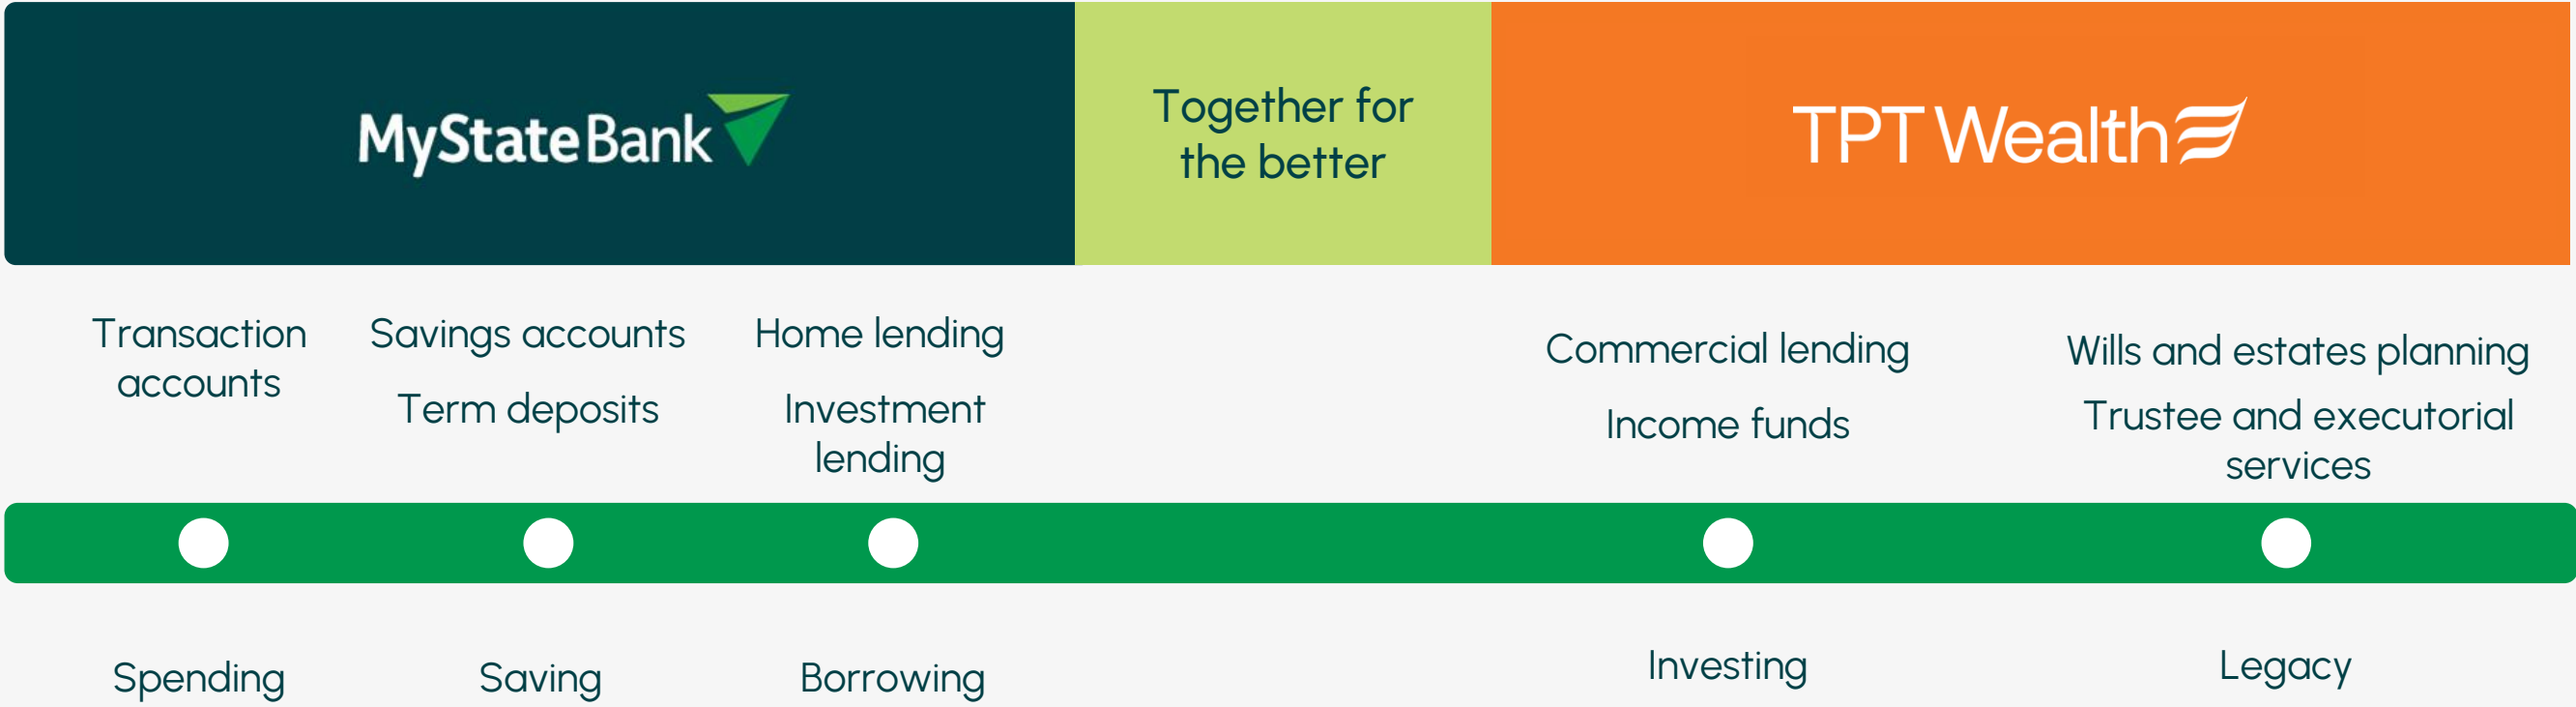 MyState Bank
Together for
the better
TPT Wealth
Transaction
accounts
Savings accounts
Term deposits
Home lending
Investment
lending
Commercial lending
Income funds
Wills and estates planning
Trustee and executorial
services
Spending
Saving
Borrowing
Investing
Legacy